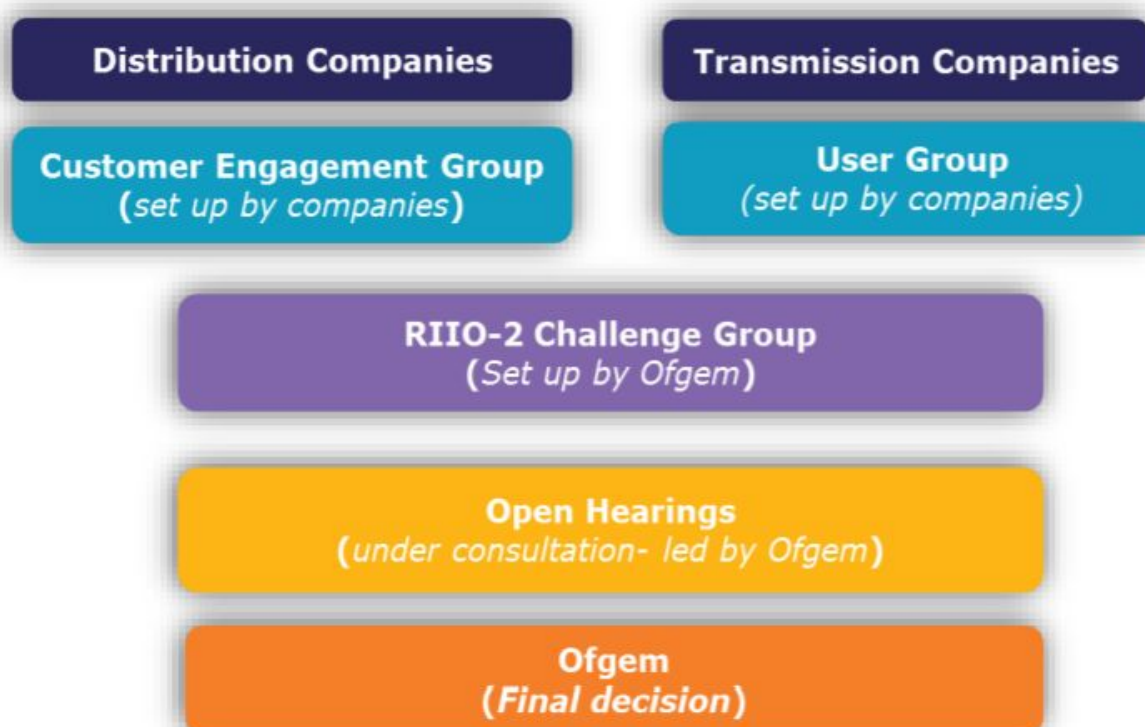 Distribution Companies
Transmission Companies
Customer Engagement Group
(set up by companies)
User Group
(set up by companies)
RIIO-2 Challenge Group
(Set up by Ofgem)
Open Hearings
(under consultation- led by Ofgem)
Ofgem
(Final decision)